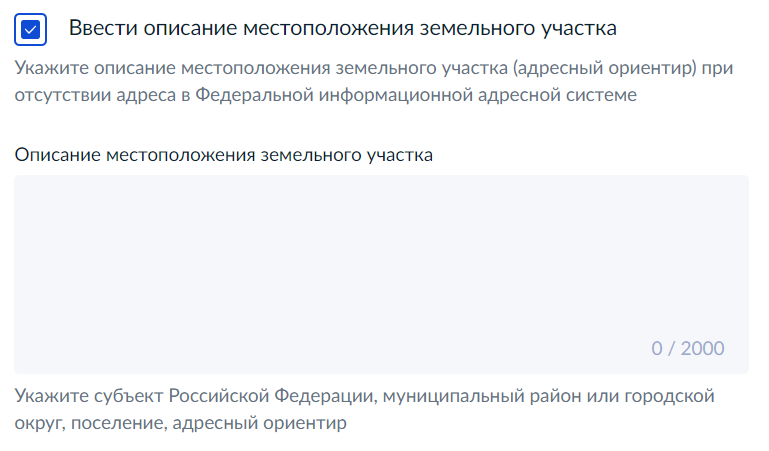 Ввести описание местоположения земельного участка
Укажите описание местоположения земельного участка (адресный ориентир) при
отсутствии адреса в Федеральной информационной адресной системе
Описание местоположения земельного участка
0 / 2000
Укажите субъект Российской Федерации, муниципальный район или городской
округ, поселение, адресный ориентир